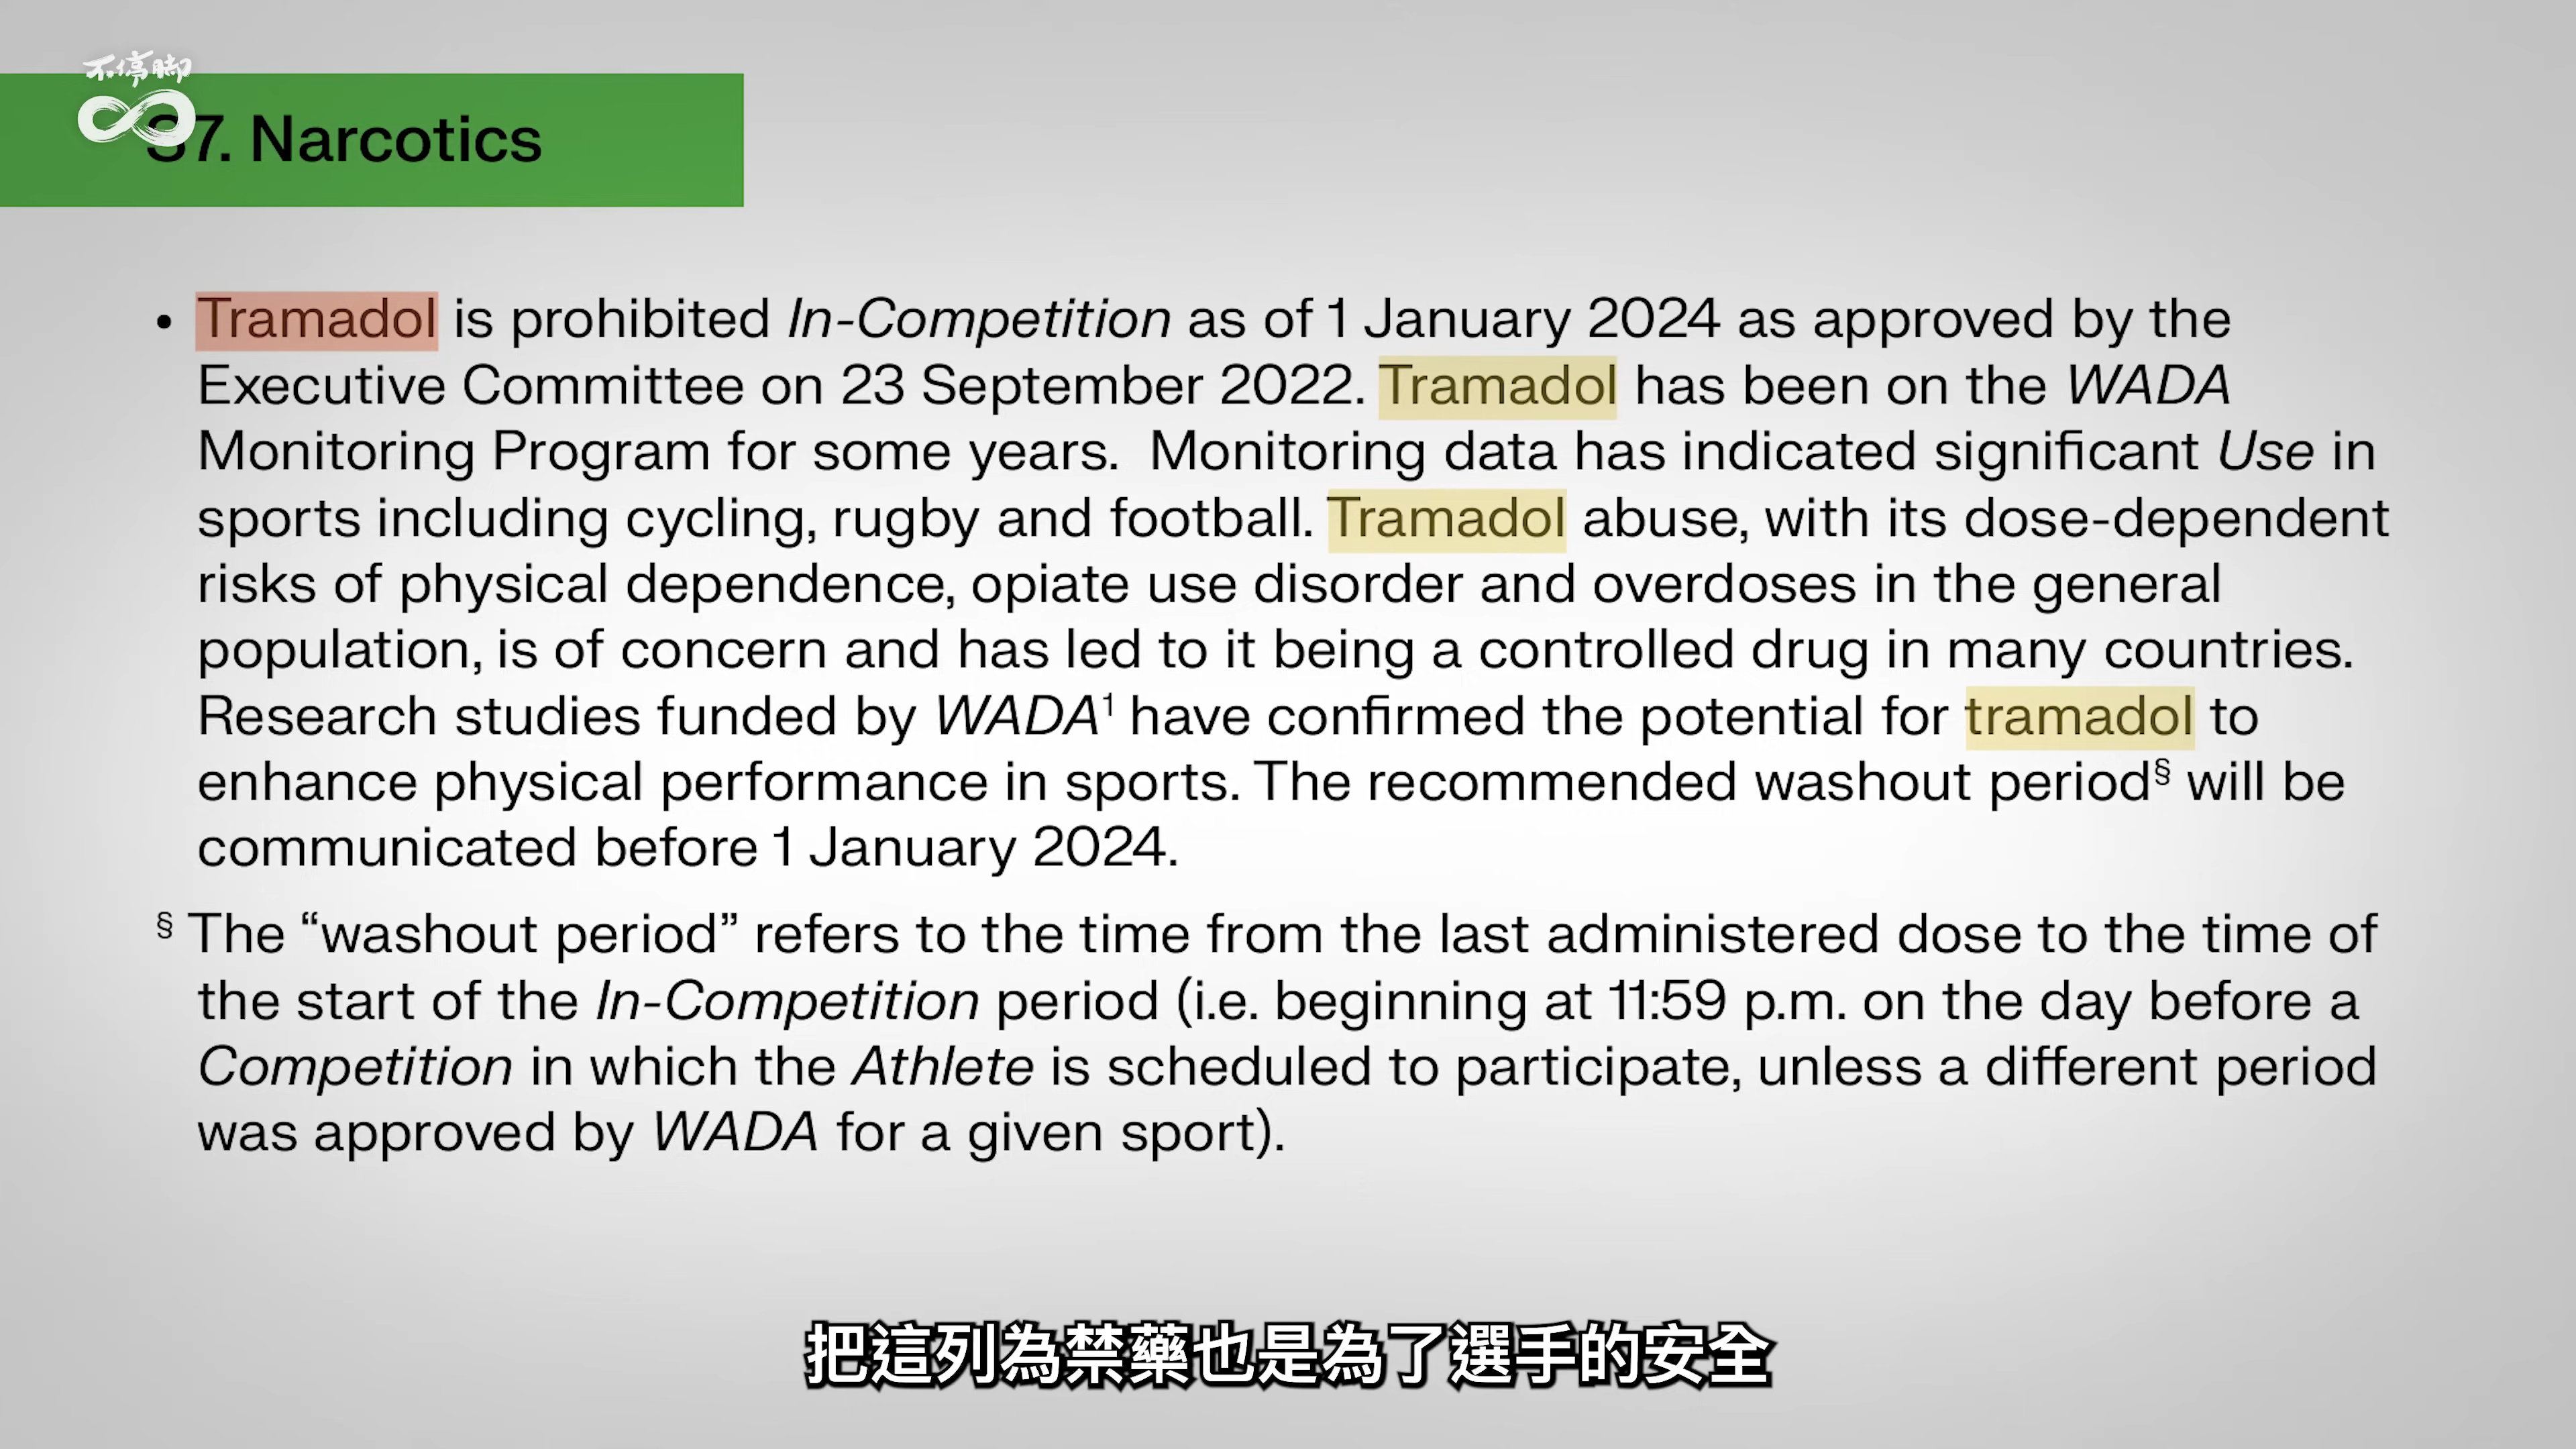 不停腳
S7. Narcotics
• Tramadol is prohibited In-Competition as of 1 January 2024 as approved by the
Executive Committee on 23 September 2022. Tramadol has been on the WADA
Monitoring Program for some years. Monitoring data has indicated significant Use in
sports including cycling, rugby and football. Tramadol abuse, with its dose-dependent
risks of physical dependence, opiate use disorder and overdoses in the general
population, is of concern and has led to it being a controlled drug in many countries.
Research studies funded by WADA¹ have confirmed the potential for tramadol to
enhance physical performance in sports. The recommended washout period§ will be
communicated before 1 January 2024.
§ The “washout period” refers to the time from the last administered dose to the time of
the start of the In-Competition period (i.e. beginning at 11:59 p.m. on the day before a
Competition in which the Athlete is scheduled to participate, unless a different period
was approved by WADA for a given sport).
把這列為禁藥也是為了選手的安全